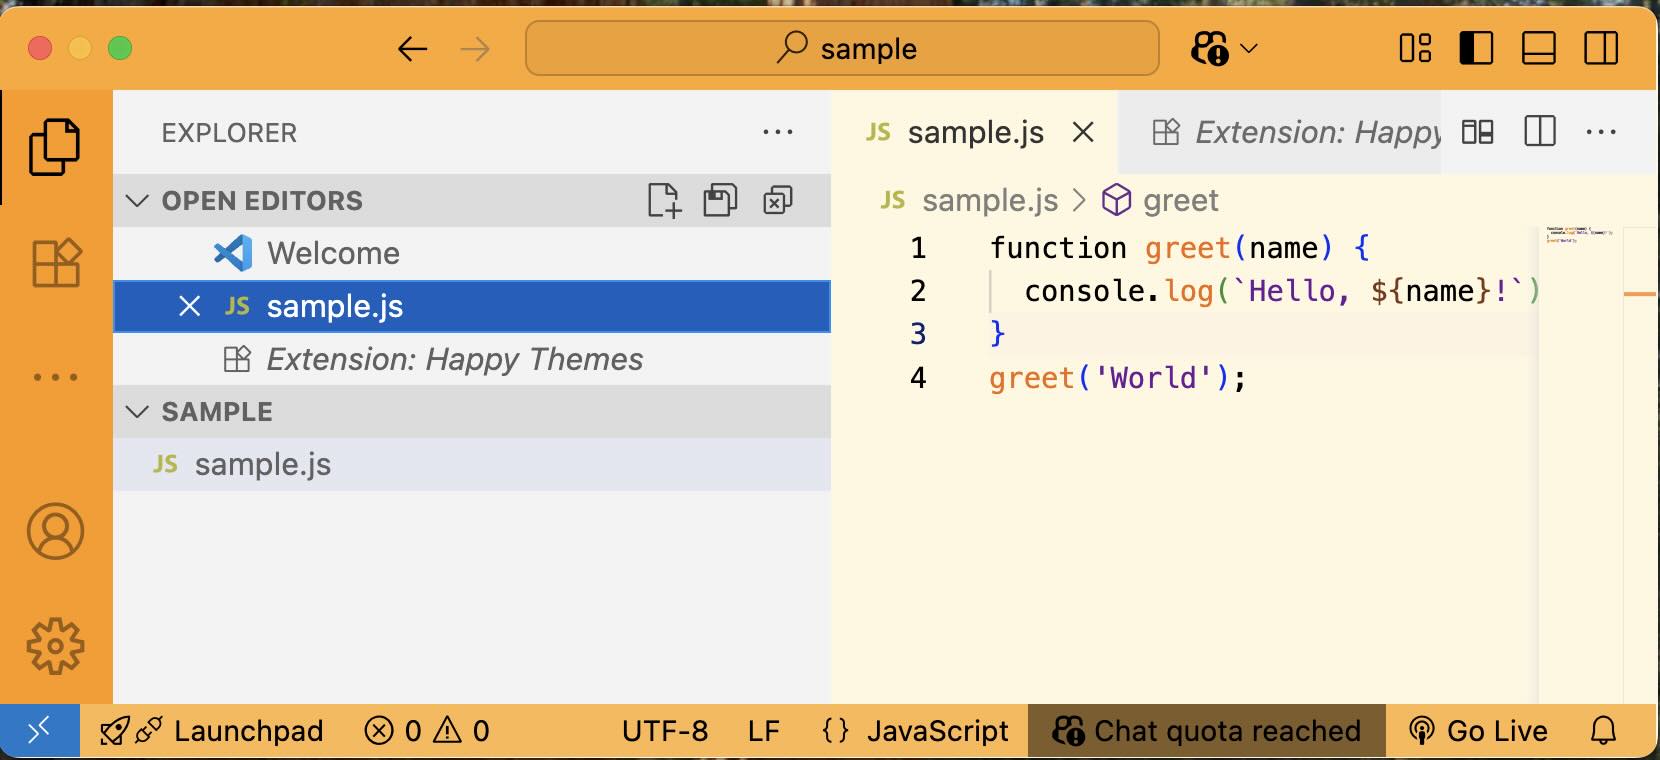 sample
EXPLORER
OPEN EDITORS
Welcome
JS sample.js
Extension: Happy Themes
SAMPLE
JS sample.js
JS sample.js
Extension: Happy
JS sample.js > greet
1 function greet(name) {
2 console.log(`Hello, ${name}!`)
3 }
4 greet('World');
Launchpad 0 0 UTF-8 LF {} JavaScript Chat quota reached Go Live